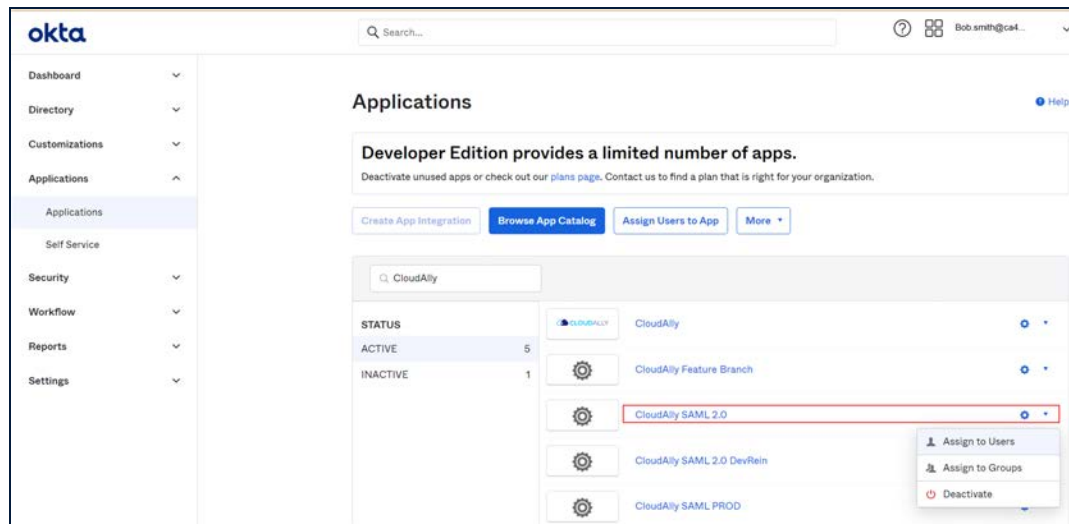 okta
Search...
Bob.smith@ca4...
Dashboard
Directory
Customizations
Applications
Applications
Self Service
Security
Workflow
Reports
Settings
Applications
Help
Developer Edition provides a limited number of apps.
Deactivate unused apps or check out our plans page. Contact us to find a plan that is right for your organization.
Create App Integration
Browse App Catalog
Assign Users to App
More
CloudAlly
STATUS
ACTIVE 5
INACTIVE 1
CLOUDALLY
CloudAlly
CloudAlly Feature Branch
CloudAlly SAML 2.0
Assign to Users
Assign to Groups
Deactivate
CloudAlly SAML 2.0 DevRein
CloudAlly SAML PROD